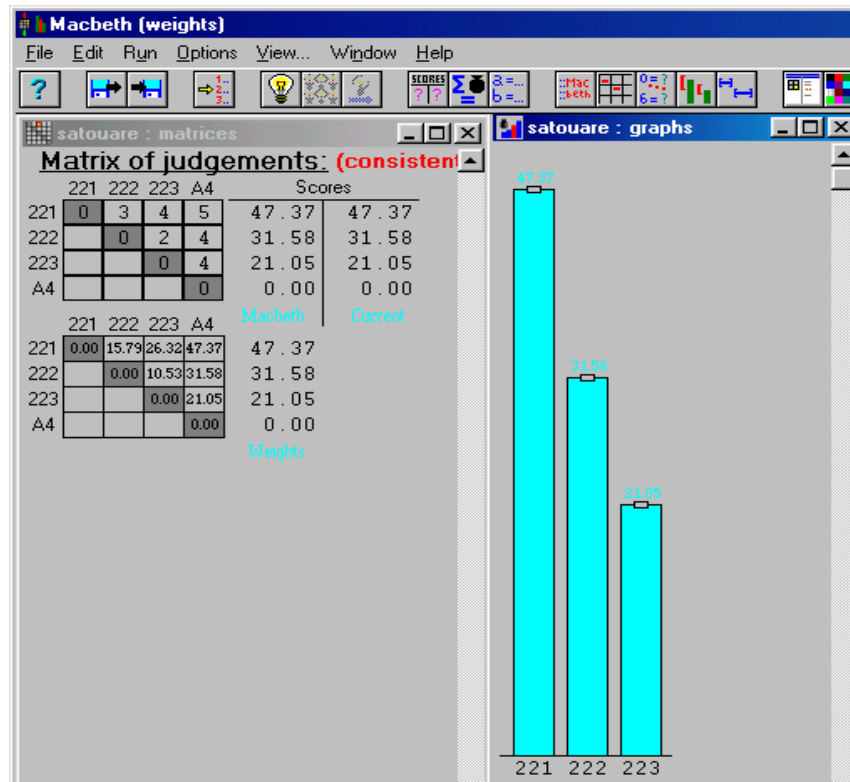 Macbeth (weights)
File Edit Run Options View... Window Help
satouare : matrices
Matrix of judgements: (consistent
221 222 223 A4 Scores
221 0 3 4 5 47.37 47.37
222 0 2 4 31.58 31.58
223 0 4 21.05 21.05
A4 0 0.00 0.00
Macbeth Current
221 222 223 A4
221 0.00 15.79 26.32 47.37 47.37
222 0.00 10.53 31.58 31.58
223 0.00 21.05 21.05
A4 0.00 0.00
Weights
satouare : graphs
47.37
31.58
21.05
221 222 223